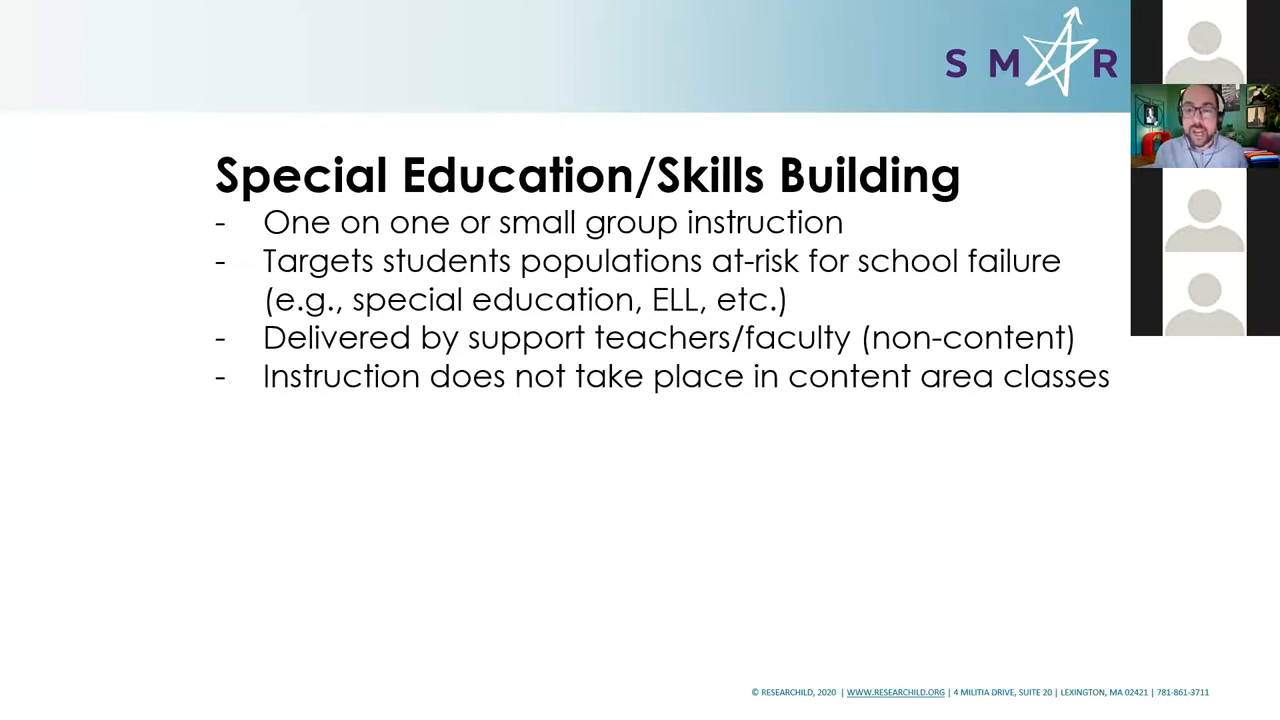 SMAR
Special Education/Skills Building
- One on one or small group instruction
- Targets students populations at-risk for school failure
(e.g., special education, ELL, etc.)
- Delivered by support teachers/faculty (non-content)
- Instruction does not take place in content area classes
© RESEARCHILD, 2020 | WWW.RESEARCHILD.ORG | 4 MILITIA DRIVE, SUITE 20 | LEXINGTON, MA 02421 | 781-861-3711